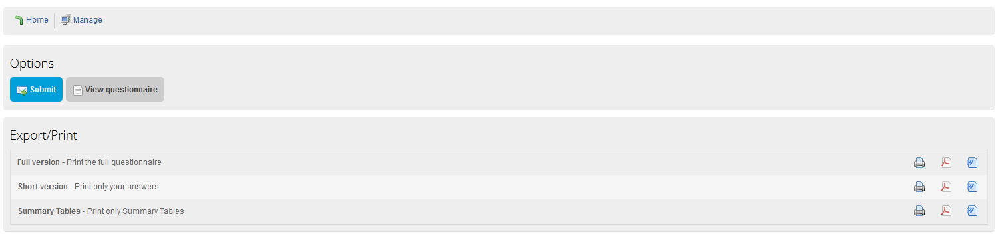 Home Manage
Options
Submit View questionnaire
Export/Print
Full version - Print the full questionnaire
Short version - Print only your answers
Summary Tables - Print only Summary Tables